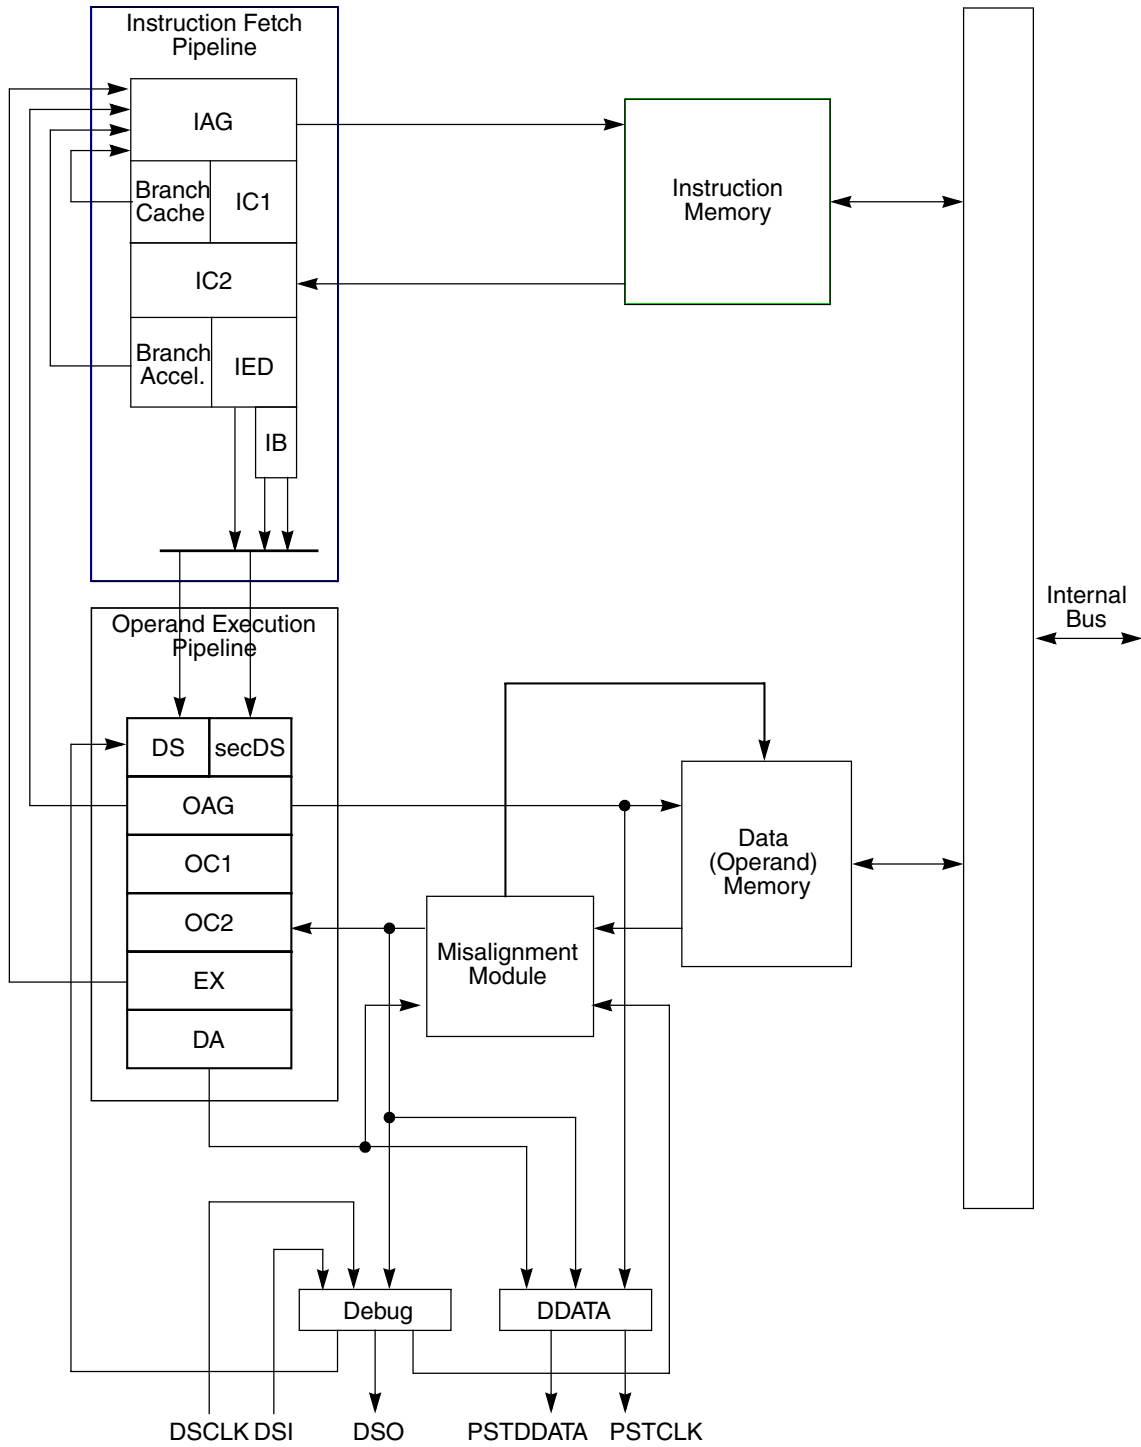 Instruction Fetch
Pipeline
IAG
Branch
Cache
IC1
IC2
Branch
Accel.
IED
IB
Instruction
Memory
Internal
Bus
Operand Execution
Pipeline
DS
secDS
OAG
OC1
OC2
EX
DA
Misalignment
Module
Data
(Operand)
Memory
Debug
DDATA
DSCLK
DSI
DSO
PSTDDATA
PSTCLK